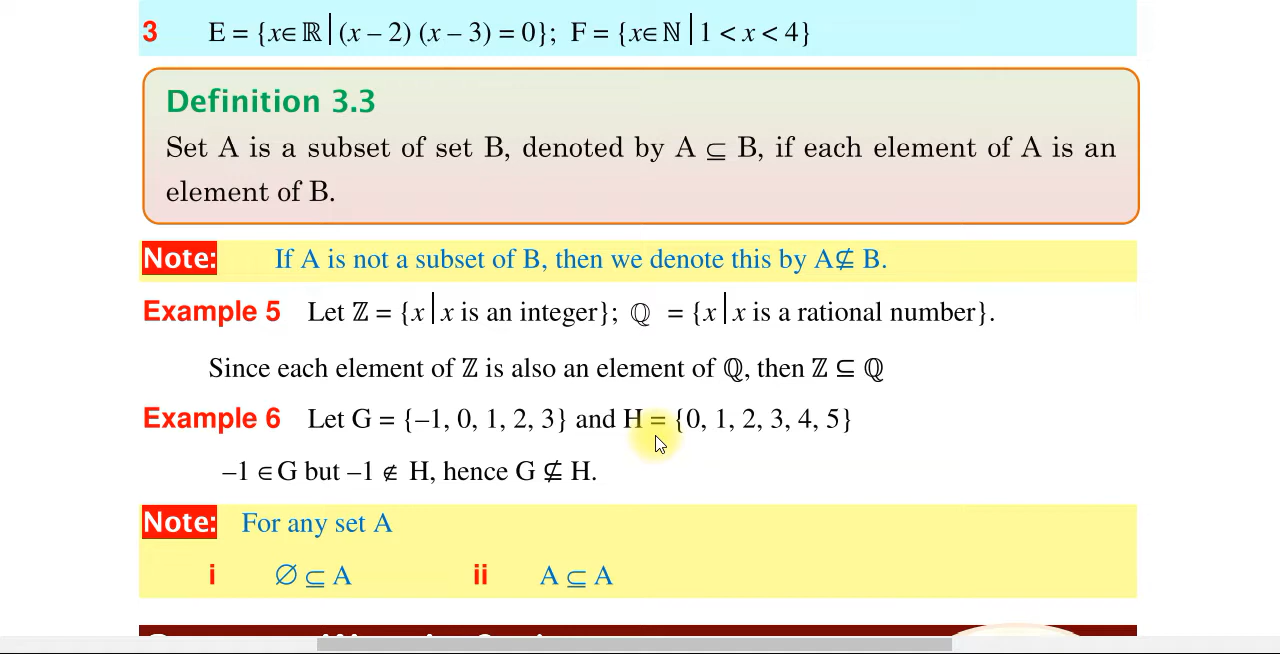 3 E = {x∈ ℝ | (x – 2) (x – 3) = 0}; F = {x∈ ℕ | 1 < x < 4}
Definition 3.3
Set A is a subset of set B, denoted by A ⊆ B, if each element of A is an
element of B.
Note: If A is not a subset of B, then we denote this by A⊈ B.
Example 5 Let ℤ = {x | x is an integer}; ℚ = {x | x is a rational number}.
Since each element of ℤ is also an element of ℚ, then ℤ ⊆ ℚ
Example 6 Let G = {–1, 0, 1, 2, 3} and H = {0, 1, 2, 3, 4, 5}
–1 ∈ G but –1 ∉ H, hence G ⊈ H.
Note: For any set A
i ∅ ⊆ A ii A ⊆ A